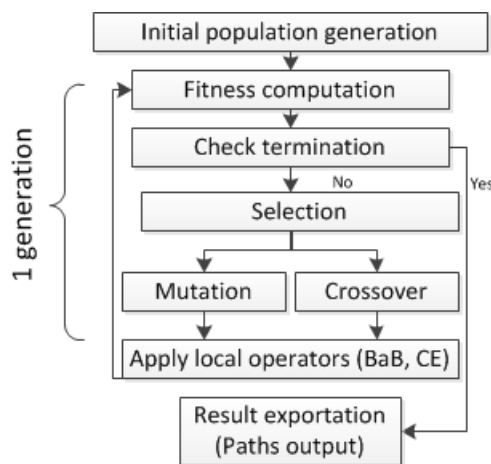 Initial population generation
Fitness computation
Check termination
No
Yes
Selection
1 generation
Mutation
Crossover
Apply local operators (BaB, CE)
Result exportation
(Paths output)